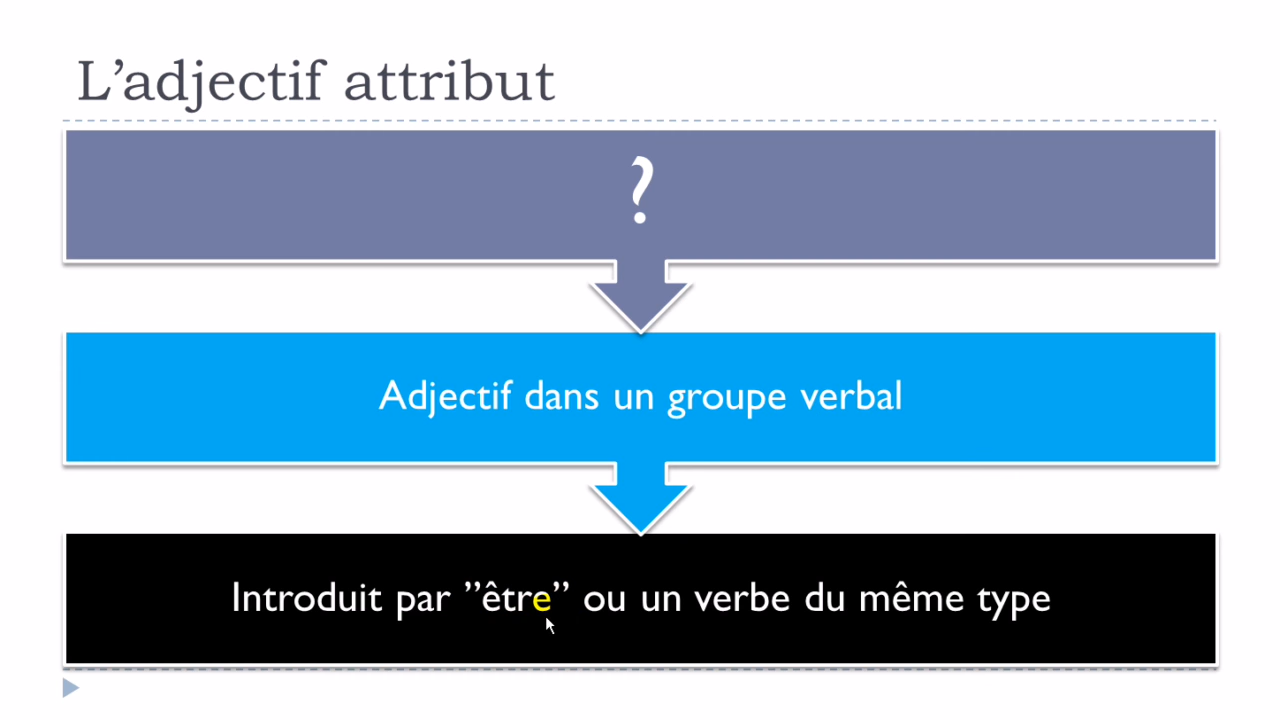 L’adjectif attribut
?
Adjectif dans un groupe verbal
Introduit par ”être” ou un verbe du même type